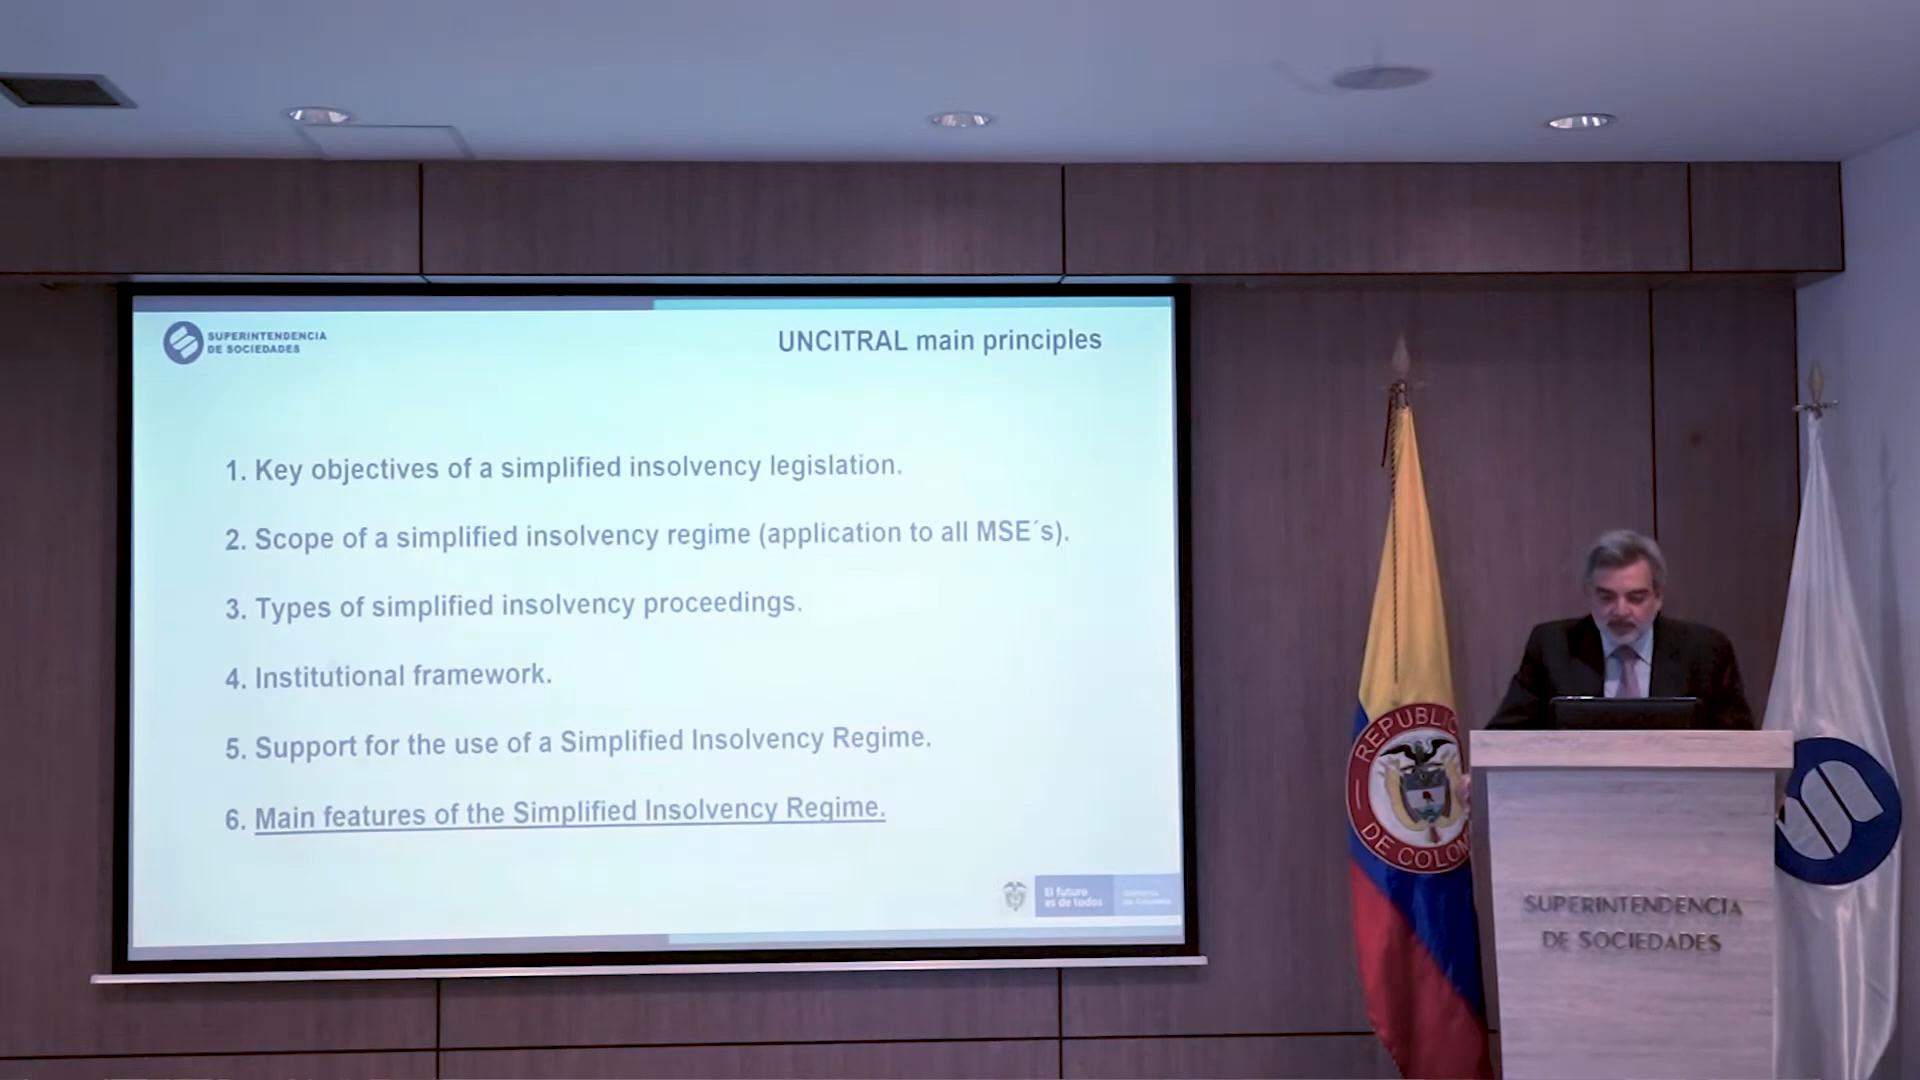 SUPERINTENDENCIA
DE SOCIEDADES
UNCITRAL main principles
1. Key objectives of a simplified insolvency legislation.
2. Scope of a simplified insolvency regime (application to all MSE´s).
3. Types of simplified insolvency proceedings.
4. Institutional framework.
5. Support for the use of a Simplified Insolvency Regime.
6. Main features of the Simplified Insolvency Regime.
El futuro
es de todos
REPUBLIC
DE COLOM
SUPERINTENDENCIA
DE SOCIEDADES